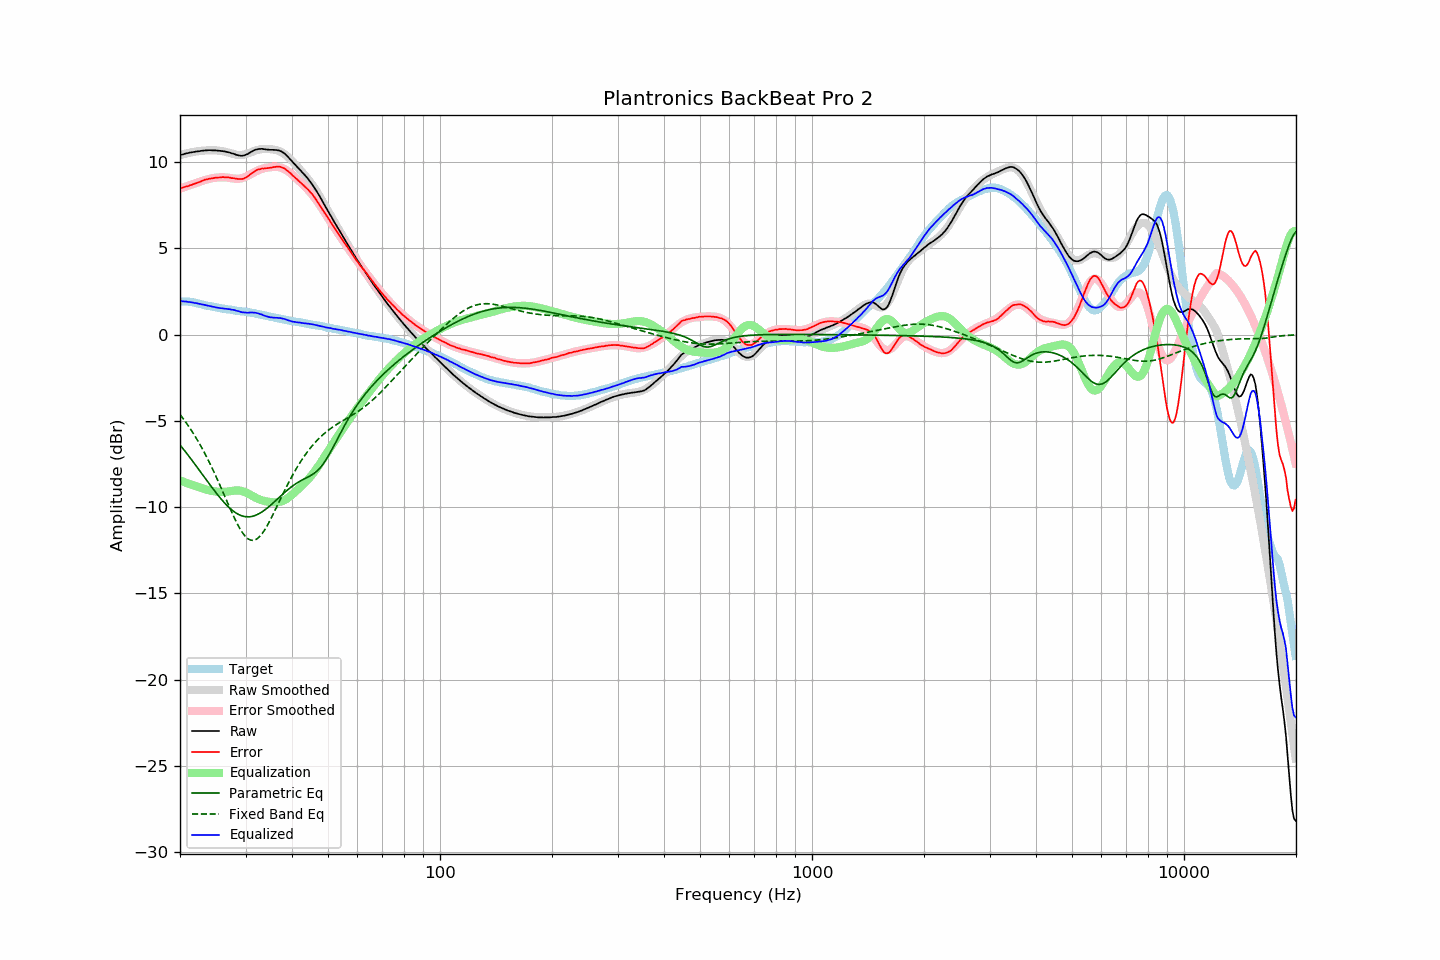 Plantronics BackBeat Pro 2
10
5
0
−5
−10
−15
−20
−25
−30
Amplitude (dBr)
Target
Raw Smoothed
Error Smoothed
Raw
Error
Equalization
Parametric Eq
Fixed Band Eq
Equalized
100
1000
10000
Frequency (Hz)